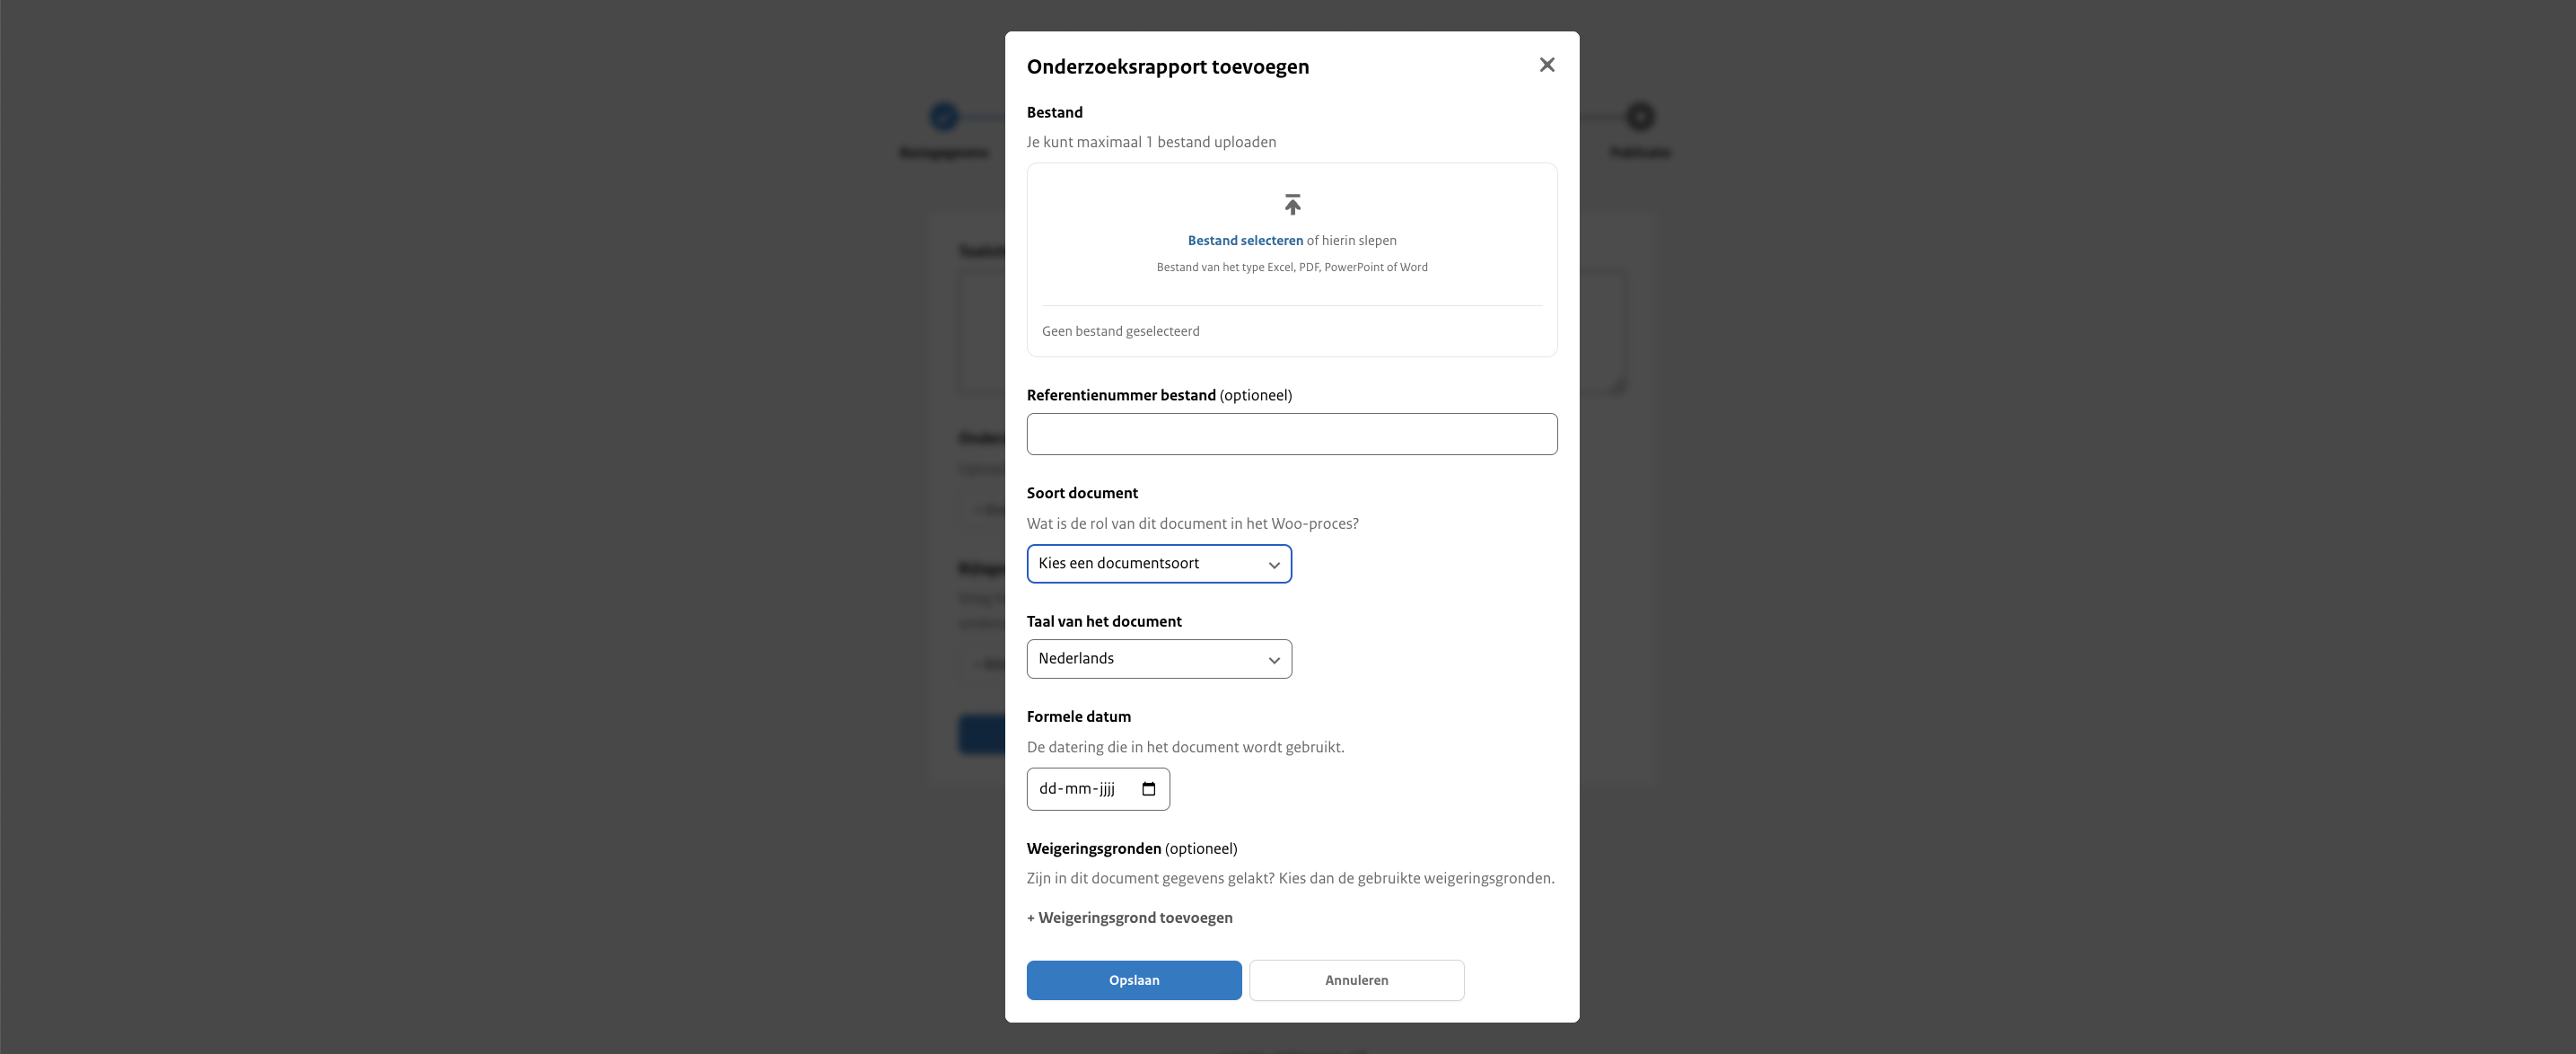 Onderzoeksrapport toevoegen
Bestand
Je kunt maximaal 1 bestand uploaden
Bestand selecteren of hierin slepen
Bestand van het type Excel, PDF, PowerPoint of Word
Geen bestand geselecteerd
Referentienummer bestand (optioneel)
Soort document
Wat is de rol van dit document in het Woo-proces?
Kies een documentsoort
Taal van het document
Nederlands
Formele datum
De datering die in het document wordt gebruikt.
dd-mm-jjjj
Weigeringsgronden (optioneel)
Zijn in dit document gegevens gelakt? Kies dan de gebruikte weigeringsgronden.
+ Weigeringsgrond toevoegen
Opslaan
Annuleren